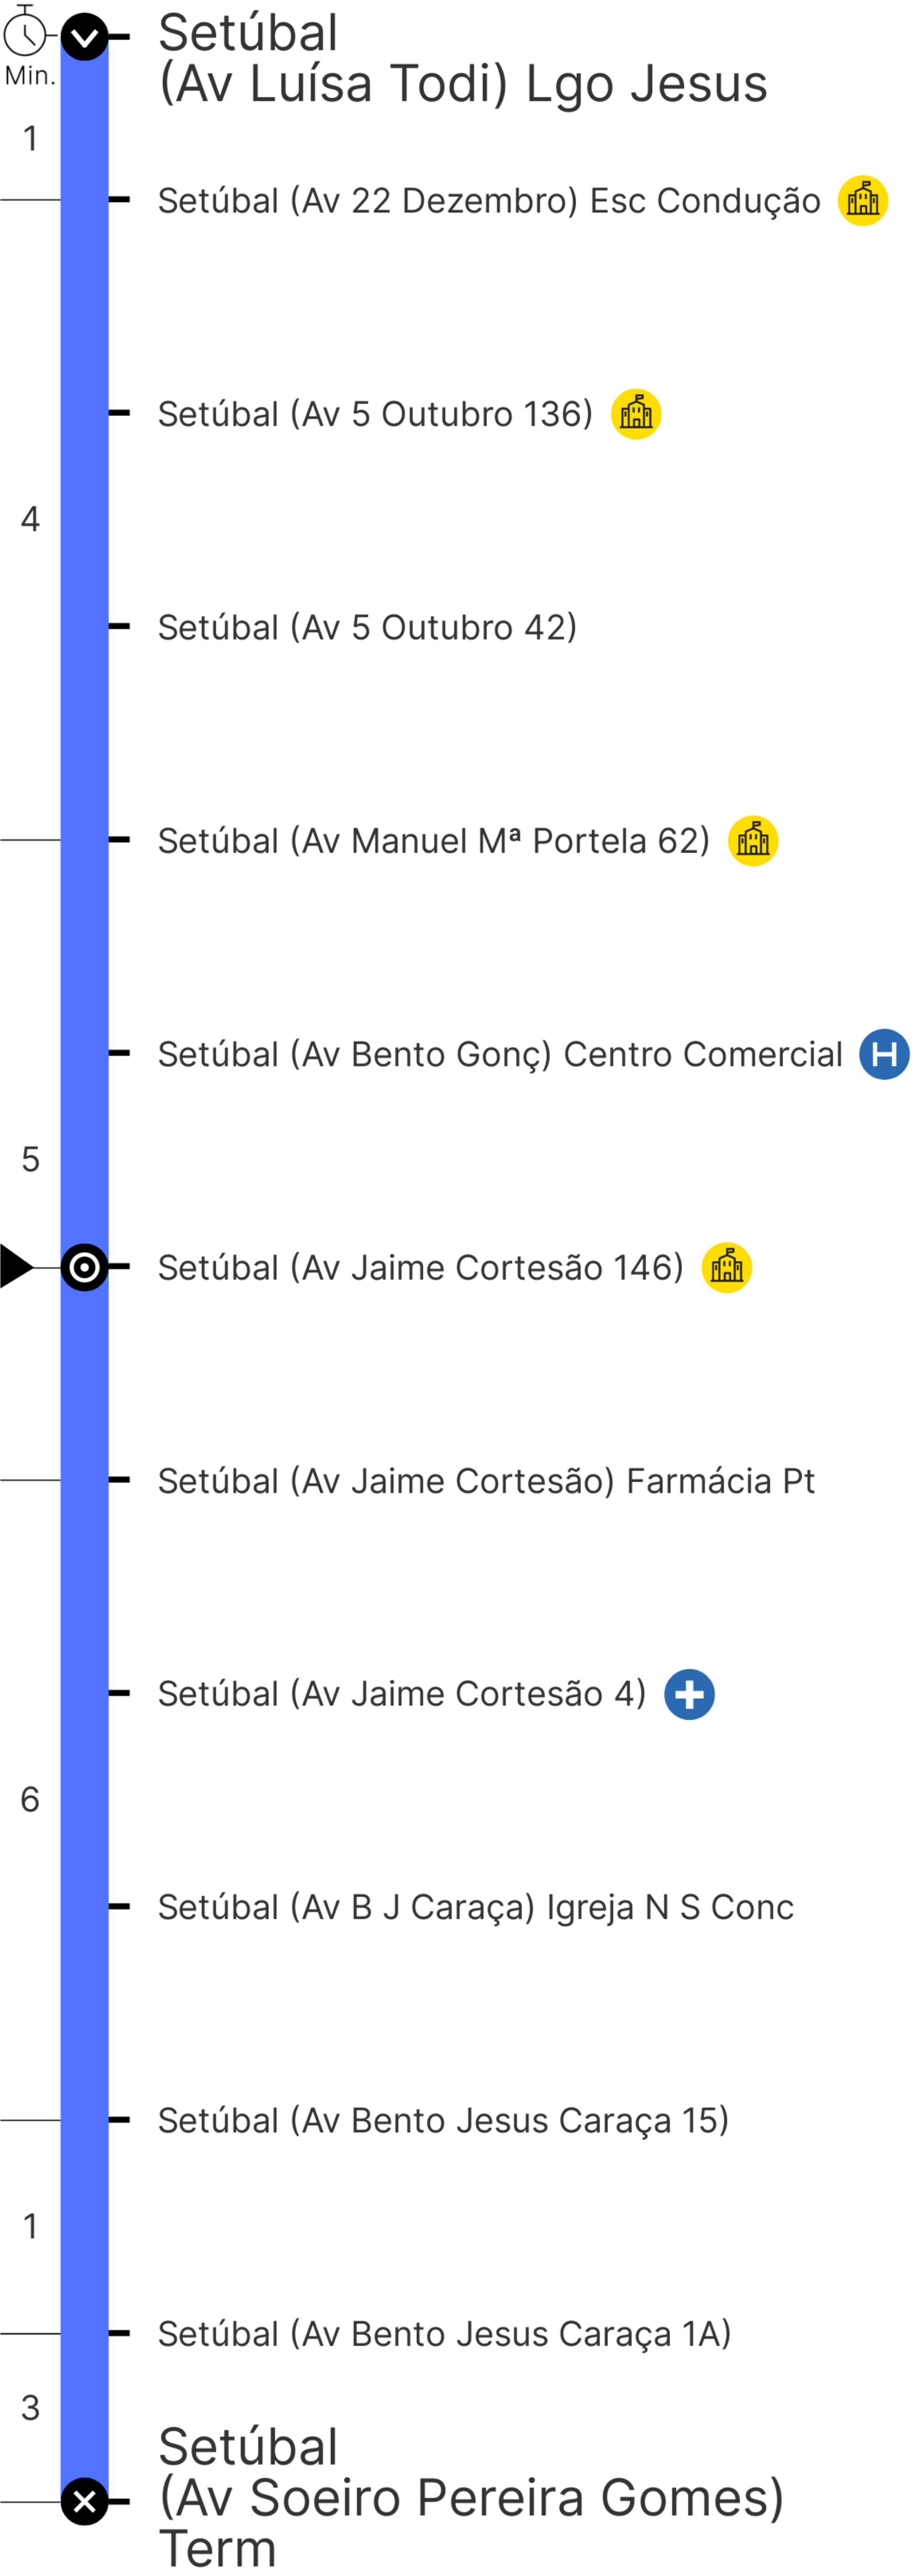 Setúbal
(Av Luísa Todi) Lgo Jesus
Min.
1
Setúbal (Av 22 Dezembro) Esc Condução
Setúbal (Av 5 Outubro 136)
4
Setúbal (Av 5 Outubro 42)
Setúbal (Av Manuel Mª Portela 62)
Setúbal (Av Bento Gonç) Centro Comercial H
5
Setúbal (Av Jaime Cortesão 146)
Setúbal (Av Jaime Cortesão) Farmácia Pt
Setúbal (Av Jaime Cortesão 4)
6
Setúbal (Av B J Caraça) Igreja N S Conc
Setúbal (Av Bento Jesus Caraça 15)
1
Setúbal (Av Bento Jesus Caraça 1A)
3
Setúbal
(Av Soeiro Pereira Gomes)
Term